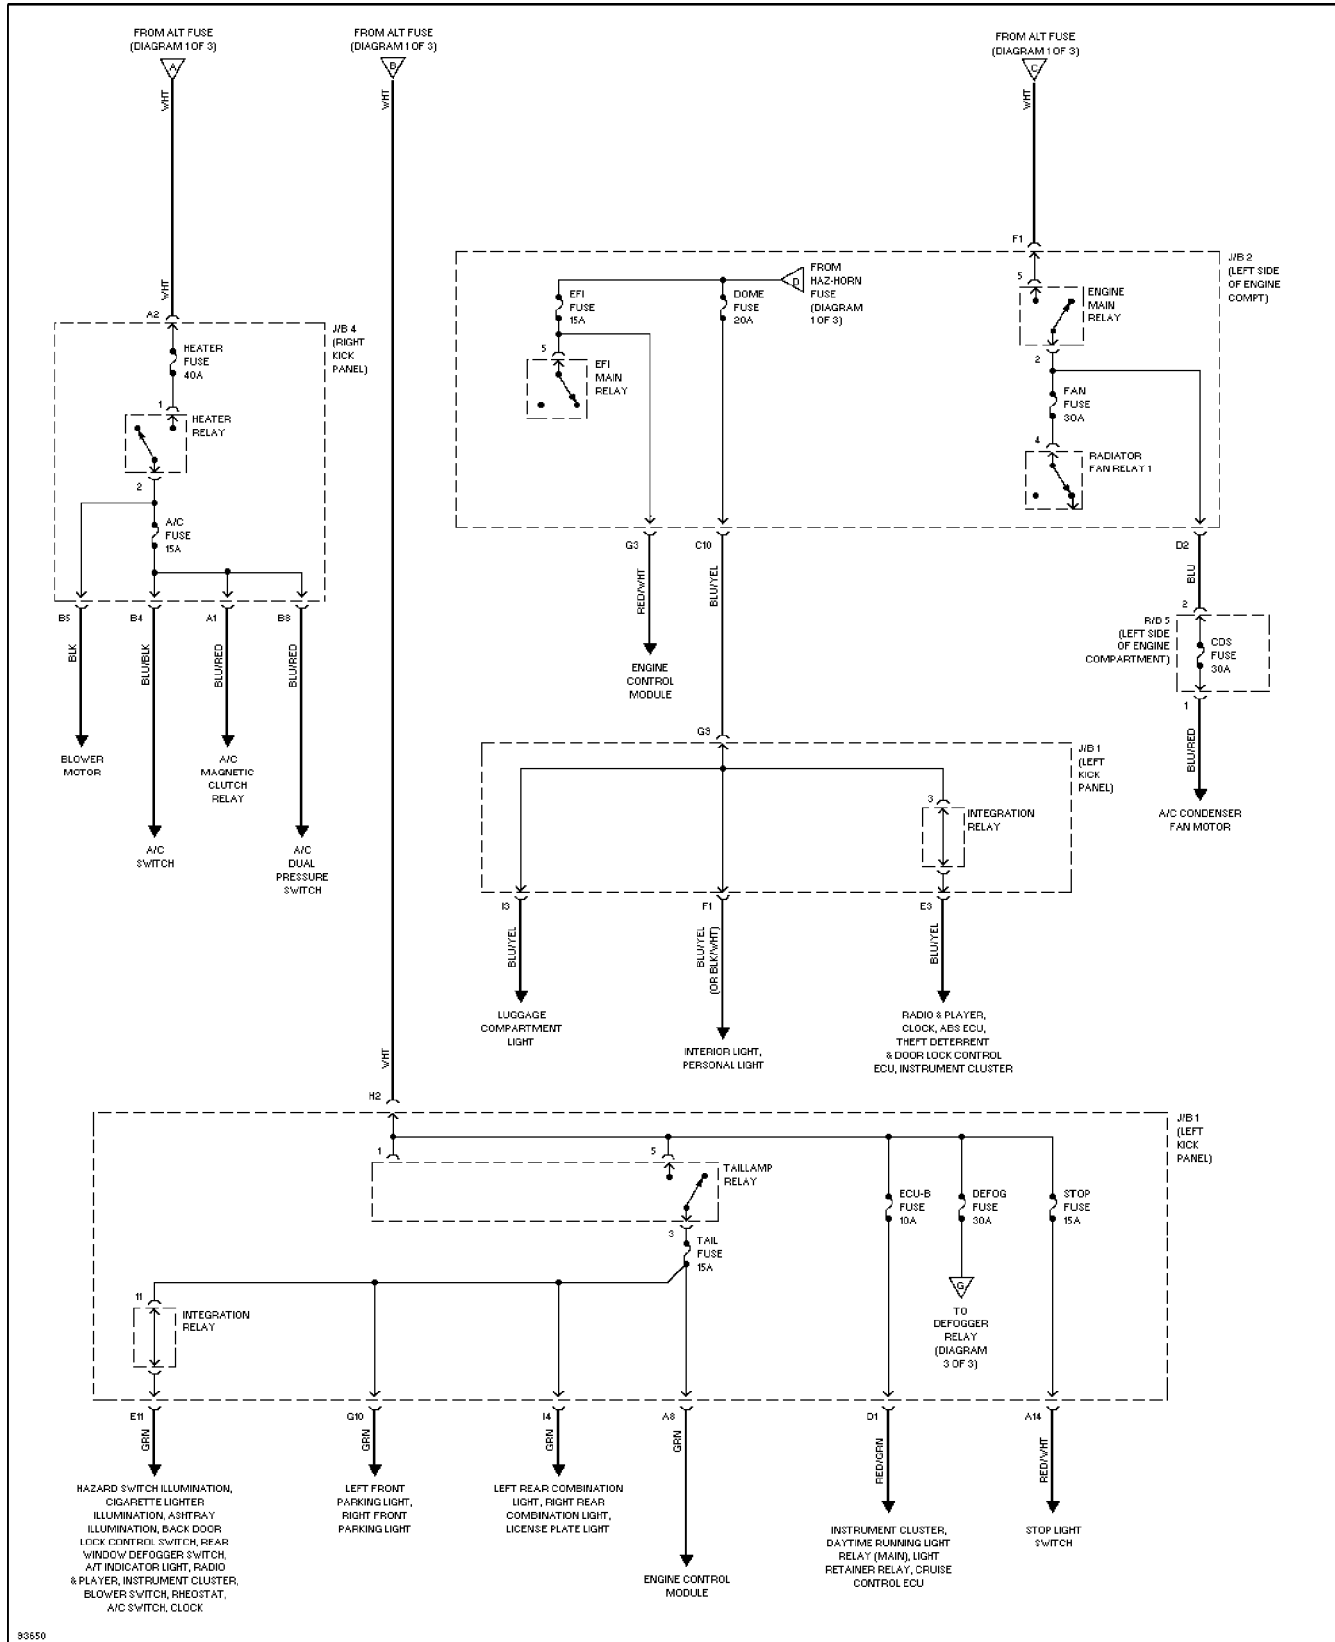 FROM ALT FUSE
(DIAGRAM 1 OF 3)
A
WHT
WHT
FROM ALT FUSE
(DIAGRAM 1 OF 3)
B
WHT
FROM ALT FUSE
(DIAGRAM 1 OF 3)
C
WHT
A2
J/B 4
(RIGHT
KICK
PANEL)
HEATER
FUSE
40A
1
HEATER
RELAY
2
A/C
FUSE
15A
B5
B4
A1
B8
BLK
BLU/BLK
BLU/RED
BLU/RED
BLOWER
MOTOR
A/C
SWITCH
A/C
MAGNETIC
CLUTCH
RELAY
A/C
DUAL
PRESSURE
SWITCH
F1
J/B 2
(LEFT SIDE
OF ENGINE
COMPT)
FROM
HAZ-HORN
FUSE
(DIAGRAM
1 OF 3)
D
EFI
FUSE
15A
DOME
FUSE
20A
5
EFI
MAIN
RELAY
5
ENGINE
MAIN
RELAY
2
FAN
FUSE
30A
4
RADIATOR
FAN RELAY 1
G3
C10
D2
RED/WHT
BLU/YEL
BLU
ENGINE
CONTROL
MODULE
2
R/B 5
(LEFT SIDE
OF ENGINE
COMPARTMENT)
CDS
FUSE
30A
1
BLU/RED
A/C CONDENSER
FAN MOTOR
G9
J/B 1
(LEFT
KICK
PANEL)
3
INTEGRATION
RELAY
I3
F1
E3
BLU/YEL
BLU/YEL
(OR BLK/WHT)
BLU/YEL
LUGGAGE
COMPARTMENT
LIGHT
INTERIOR LIGHT,
PERSONAL LIGHT
RADIO & PLAYER,
CLOCK, ABS ECU,
THEFT DETERRENT
& DOOR LOCK CONTROL
ECU, INSTRUMENT CLUSTER
WHT
H2
J/B 1
(LEFT
KICK
PANEL)
1
5
TAILLAMP
RELAY
3
TAIL
FUSE
15A
ECU-B
FUSE
10A
DEFOG
FUSE
30A
STOP
FUSE
15A
G
TO
DEFOGGER
RELAY
(DIAGRAM
3 OF 3)
11
INTEGRATION
RELAY
E11
G10
I4
A8
D1
A14
GRN
GRN
GRN
GRN
RED/GRN
RED/WHT
HAZARD SWITCH ILLUMINATION,
CIGARETTE LIGHTER
ILLUMINATION, ASHTRAY
ILLUMINATION, BACK DOOR
LOCK CONTROL SWITCH, REAR
WINDOW DEFOGGER SWITCH,
A/T INDICATOR LIGHT, RADIO
& PLAYER, INSTRUMENT CLUSTER,
BLOWER SWITCH, RHEOSTAT,
A/C SWITCH, CLOCK
LEFT FRONT
PARKING LIGHT,
RIGHT FRONT
PARKING LIGHT
LEFT REAR COMBINATION
LIGHT, RIGHT REAR
COMBINATION LIGHT,
LICENSE PLATE LIGHT
ENGINE CONTROL
MODULE
INSTRUMENT CLUSTER,
DAYTIME RUNNING LIGHT
RELAY (MAIN), LIGHT
RETAINER RELAY, CRUISE
CONTROL ECU
STOP LIGHT
SWITCH
93650